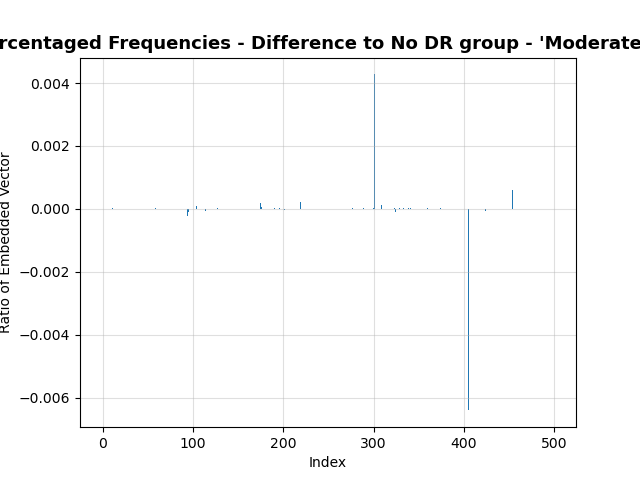 rcentaged Frequencies - Difference to No DR group - 'Moderate
0.004
0.002
0.000
−0.002
−0.004
−0.006
Ratio of Embedded Vector
0 100 200 300 400 500
Index